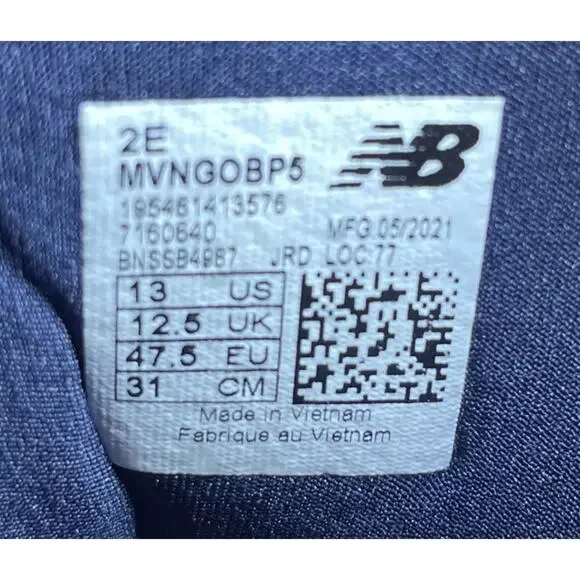 2E
MVNGOBP5
NB
195481413576
7160640 MFG.05/2021
BNSSB4987 JRD LOC:77
13 US
12.5 UK
47.5 EU
31 CM
Made in Vietnam
Fabrique au Vietnam